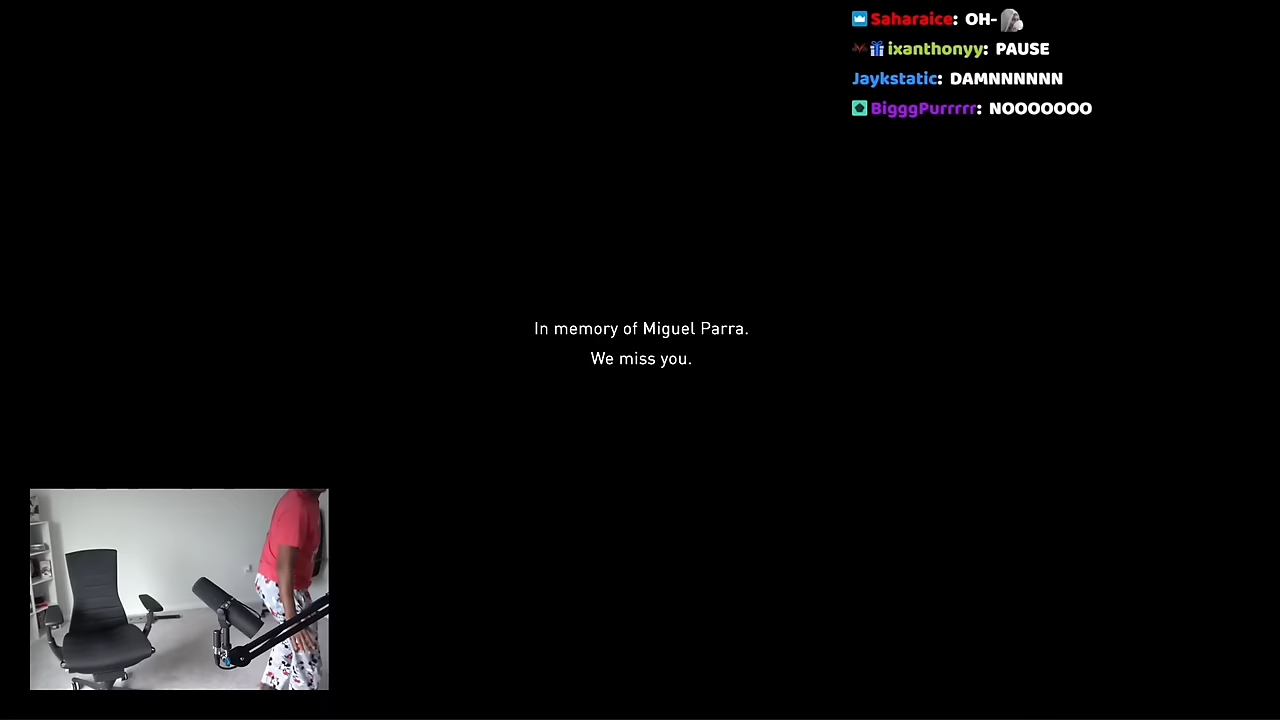 Saharaice: OH-
ixanthonyy: PAUSE
Jaykstatic: DAMNNNNNN
BigggPurrrrr: NOOOOOOO
In memory of Miguel Parra.
We miss you.